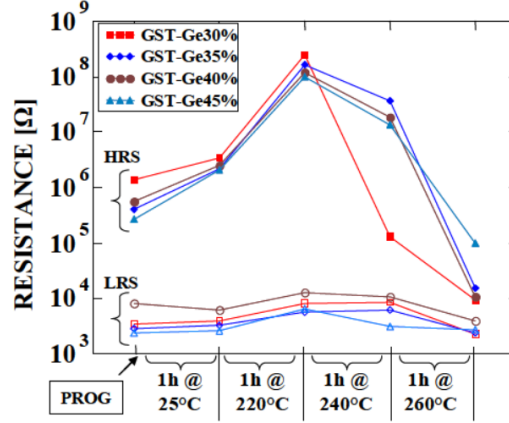 10^9
GST-Ge30%
GST-Ge35%
10^8
GST-Ge40%
GST-Ge45%
10^7
HRS
10^6
RESISTANCE [Ω]
10^5
LRS
10^4
10^3
1h @ 1h @ 1h @ 1h @
PROG 25°C 220°C 240°C 260°C